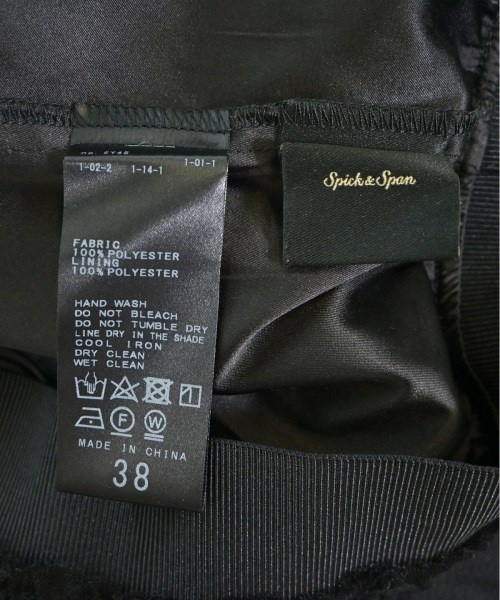 1-02-2 1-14-1 1-01-1
Spick & Span
FABRIC
100% POLYESTER
LINING
100% POLYESTER
HAND WASH
DO NOT BLEACH
DO NOT TUMBLE DRY
LINE DRY IN THE SHADE
COOL IRON
DRY CLEAN
WET CLEAN
F W
MADE IN CHINA
38